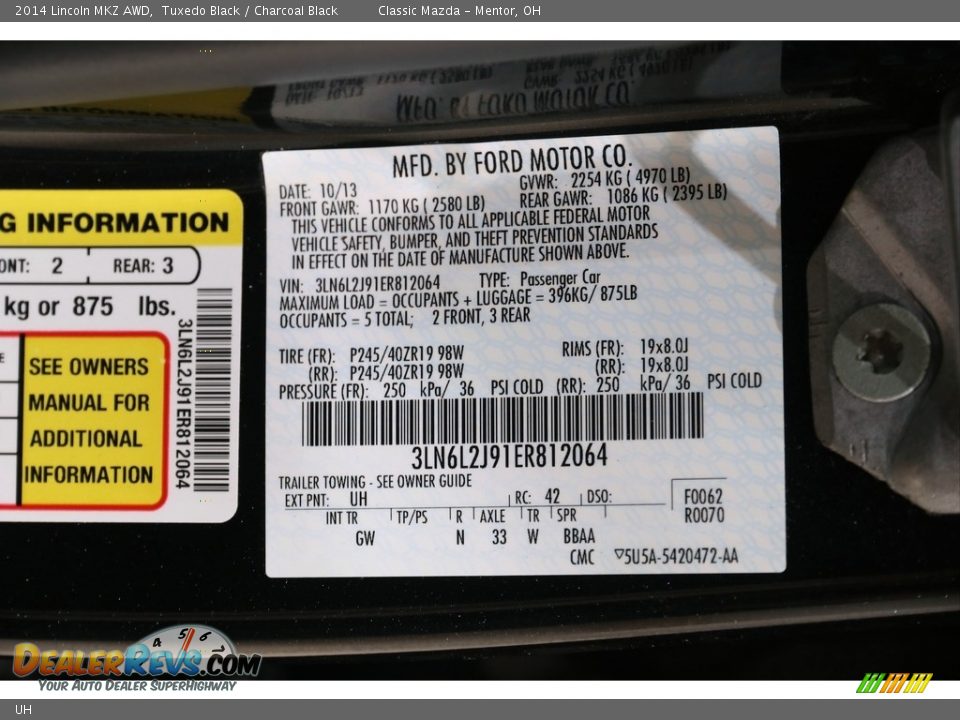 2014 Lincoln MKZ AWD, Tuxedo Black / Charcoal Black Classic Mazda – Mentor, OH
MFD. BY FORD MOTOR CO.
DATE: 10/13 GVWR: 2254 KG ( 4970 LB)
FRONT GAWR: 1170 KG ( 2580 LB) REAR GAWR: 1086 KG ( 2395 LB)
THIS VEHICLE CONFORMS TO ALL APPLICABLE FEDERAL MOTOR
VEHICLE SAFETY, BUMPER, AND THEFT PREVENTION STANDARDS
IN EFFECT ON THE DATE OF MANUFACTURE SHOWN ABOVE.
VIN: 3LN6L2J91ER812064 TYPE: Passenger Car
MAXIMUM LOAD = OCCUPANTS + LUGGAGE = 396KG/ 875LB
OCCUPANTS = 5 TOTAL; 2 FRONT, 3 REAR
TIRE (FR): P245/40ZR19 98W RIMS (FR): 19x8.0J
(RR): P245/40ZR19 98W (RR): 19x8.0J
PRESSURE (FR): 250 kPa/ 36 PSI COLD (RR): 250 kPa/ 36 PSI COLD
3LN6L2J91ER812064
TRAILER TOWING - SEE OWNER GUIDE
EXT PNT: UH RC: 42 DSO: F0062
R0070
INT TR TP/PS R AXLE TR SPR
GW N 33 W BBAA
CMC ▽5U5A-5420472-AA
G INFORMATION
ONT: 2 REAR: 3
kg or 875 lbs.
SEE OWNERS
MANUAL FOR
ADDITIONAL
INFORMATION
3LN6L2J91ER812064
4 5 6
DEALERREVS.COM
YOUR AUTO DEALER SUPERHIGHWAY
UH